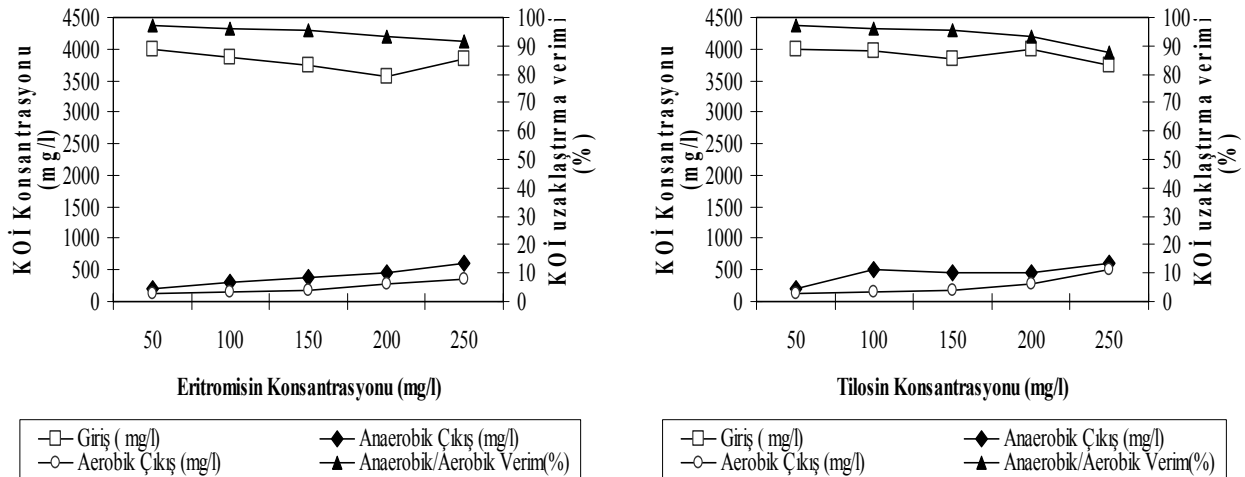 KOİ Konsantrasyonu
(mg/l)
4500
4000
3500
3000
2500
2000
1500
1000
500
0
100
90
80
70
60
50
40
30
20
10
0
KOİ uzaklaştırma verimi
(%)
50 100 150 200 250
Eritromisin Konsantrasyonu (mg/l)
Giriş ( mg/l)
Anaerobik Çıkış (mg/l)
Aerobik Çıkış (mg/l)
Anaerobik/Aerobik Verim(%)
KOİ Konsantrasyonu
(mg/l)
4500
4000
3500
3000
2500
2000
1500
1000
500
0
100
90
80
70
60
50
40
30
20
10
0
KOİ uzaklaştırma verimi
(%)
50 100 150 200 250
Tilosin Konsantrasyonu (mg/l)
Giriş ( mg/l)
Anaerobik Çıkış (mg/l)
Aerobik Çıkış (mg/l)
Anaerobik/Aerobik Verim(%)